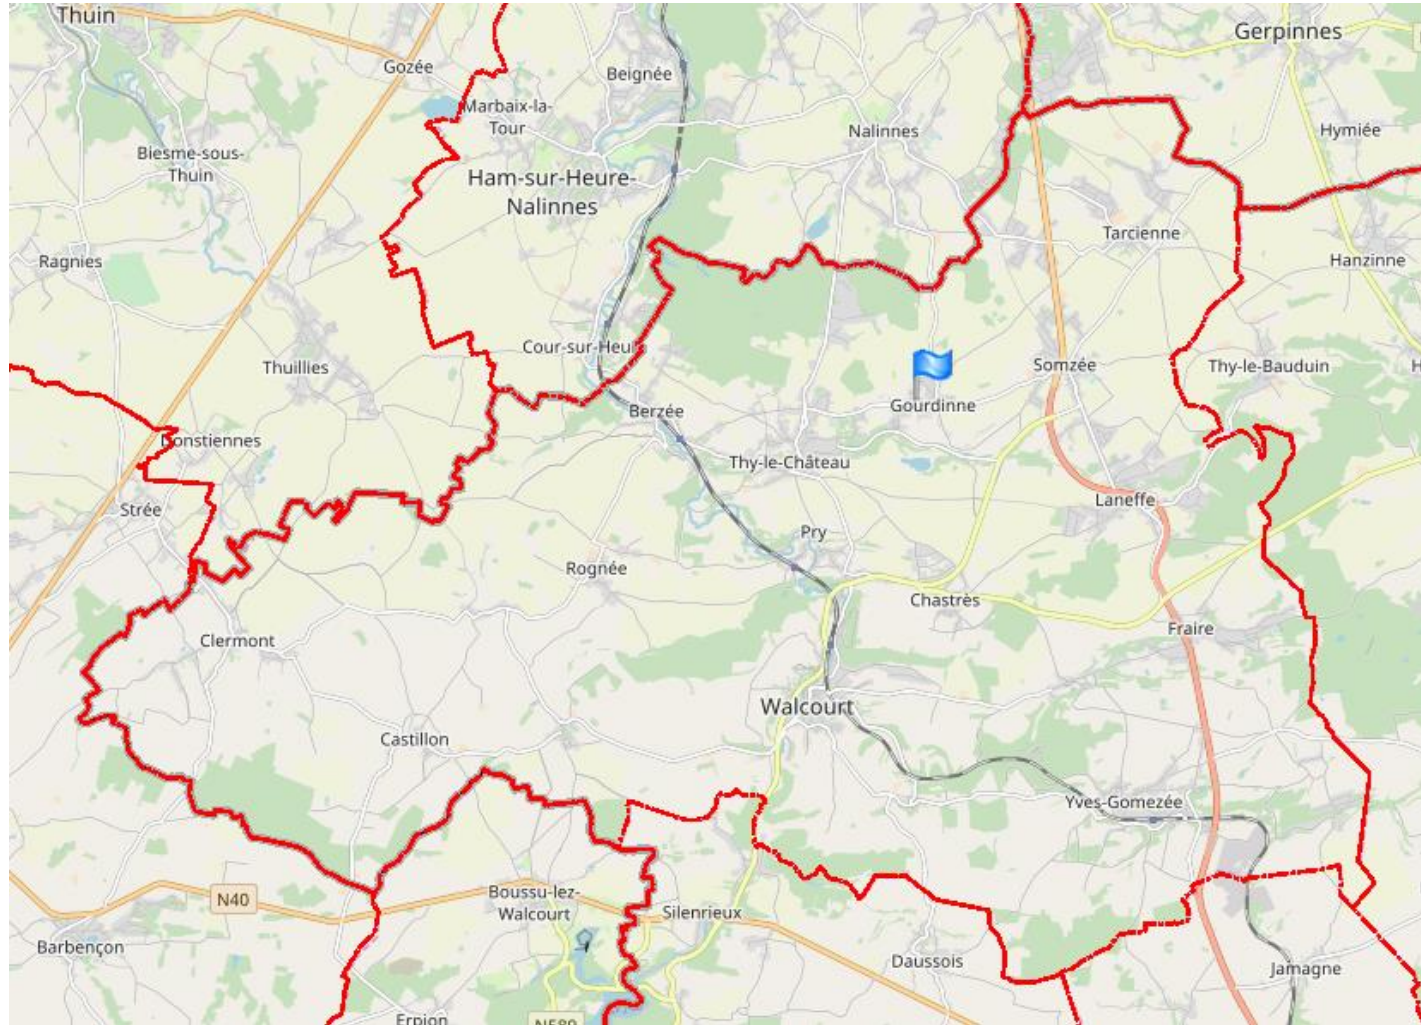 Thuin
Gerpinnes
Gozée
Beignée
Marbaix-la-
Tour
Nalinnes
Hymiée
Biesme-sous-
Thuin
Ham-sur-Heure-
Nalinnes
Tarcienne
Ragnies
Hanzinne
Cour-sur-Heure
Thuillies
Somzée
Thy-le-Bauduin
H
Berzée
Gourdinne
Donstiennes
Thy-le-Château
Strée
Laneffe
Pry
Rognée
Chastrès
Clermont
Fraire
Walcourt
Castillon
Yves-Gomezée
N40
Boussu-lez-
Walcourt
Silenrieux
Barbençon
Daussois
Jamagne
Erpion
N589